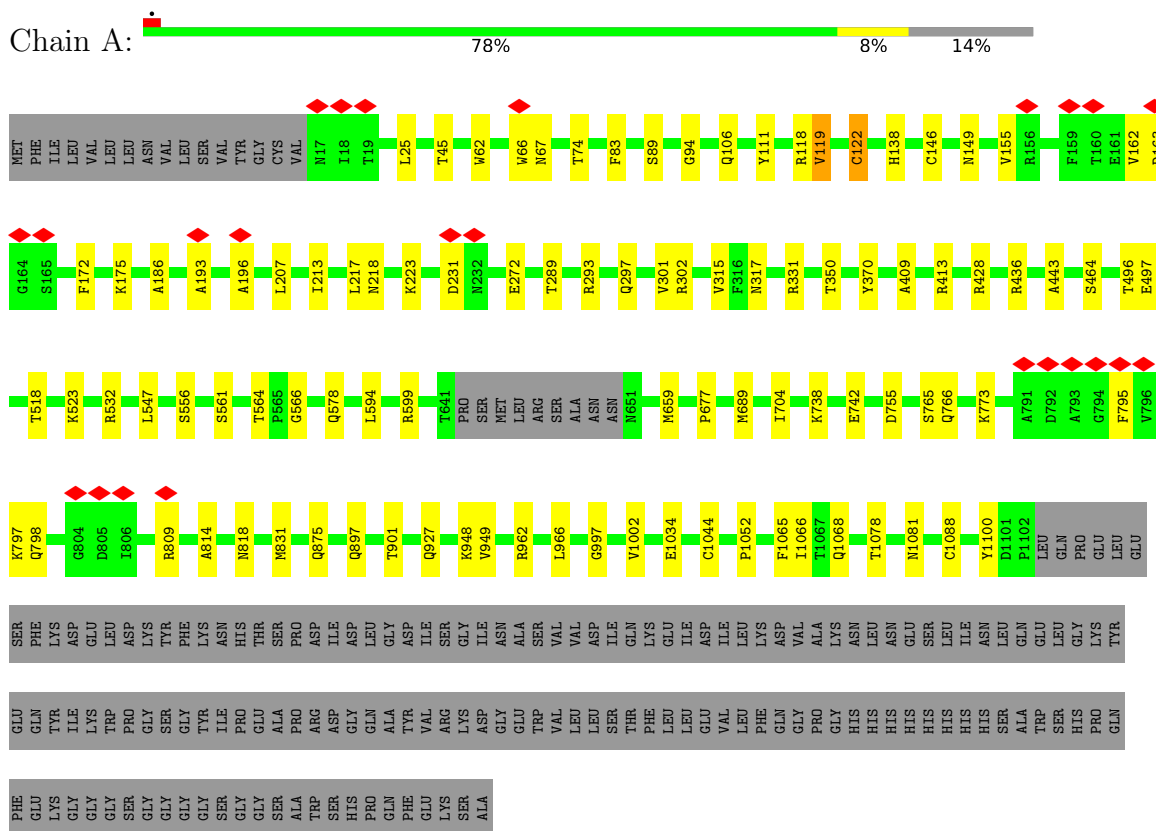 Chain A:
78% 8% 14%
MET PHE ILE LEU VAL LEU LEU ASN VAL LEU SER VAL TYR GLY CYS VAL N17 I18 T19 L25 T45 W62 W66 N67 T74 F83 S89 G94 Q106 Y111 R118 V119 C122 H138 C146 N149 V155 R156 F159 T160 E161 V162
G164 S165 F172 K175 A186 A193 A196 L207 I213 L217 N218 K223 D231 N232 E272 T289 R293 Q297 V301 R302 V315 F316 N317 R331 T350 Y370 A409 R413 R428 R436 A443 S464 T496 E497
T518 K523 R532 L547 S556 S561 T564 P565 G566 Q578 L594 R599 T641 PRO SER MET LEU ARG SER ALA ASN ASN N651 M659 P677 M689 I704 K738 E742 D755 S765 Q766 K773 A791 D792 A793 G794 F795 V796
K797 Q798 G804 D805 I806 R809 A814 N818 M831 Q875 Q897 T901 Q927 K948 V949 R962 L966 G997 V1002 E1034 C1044 P1052 F1065 I1066 T1067 Q1068 T1078 N1081 C1088 Y1100 D1101 P1102 LEU GLN PRO GLU LEU GLU
SER PHE LYS ASP GLU LEU ASP LYS TYR PHE LYS ASN HIS THR SER PRO ASP ILE ASP LEU GLY ASP ILE SER GLY ILE ASN ALA SER VAL VAL ASP ILE GLN LYS GLU ILE ASP ILE LEU LYS ASP VAL ALA LYS ASN LEU ASN GLU SER LEU ILE ASN LEU GLN GLU LEU GLY LYS TYR
GLU GLN TYR ILE LYS TRP PRO GLY SER GLY TYR ILE PRO GLU ALA PRO ARG ASP GLY GLN ALA TYR VAL ARG LYS ASP GLY GLU TRP VAL LEU LEU SER THR PHE LEU LEU GLU VAL LEU PHE GLN GLY PRO GLY HIS HIS HIS HIS HIS HIS HIS HIS SER ALA TRP SER HIS PRO GLN
PHE GLU LYS GLY GLY GLY SER GLY GLY GLY GLY SER GLY GLY SER ALA TRP SER HIS PRO GLN PHE GLU LYS SER ALA